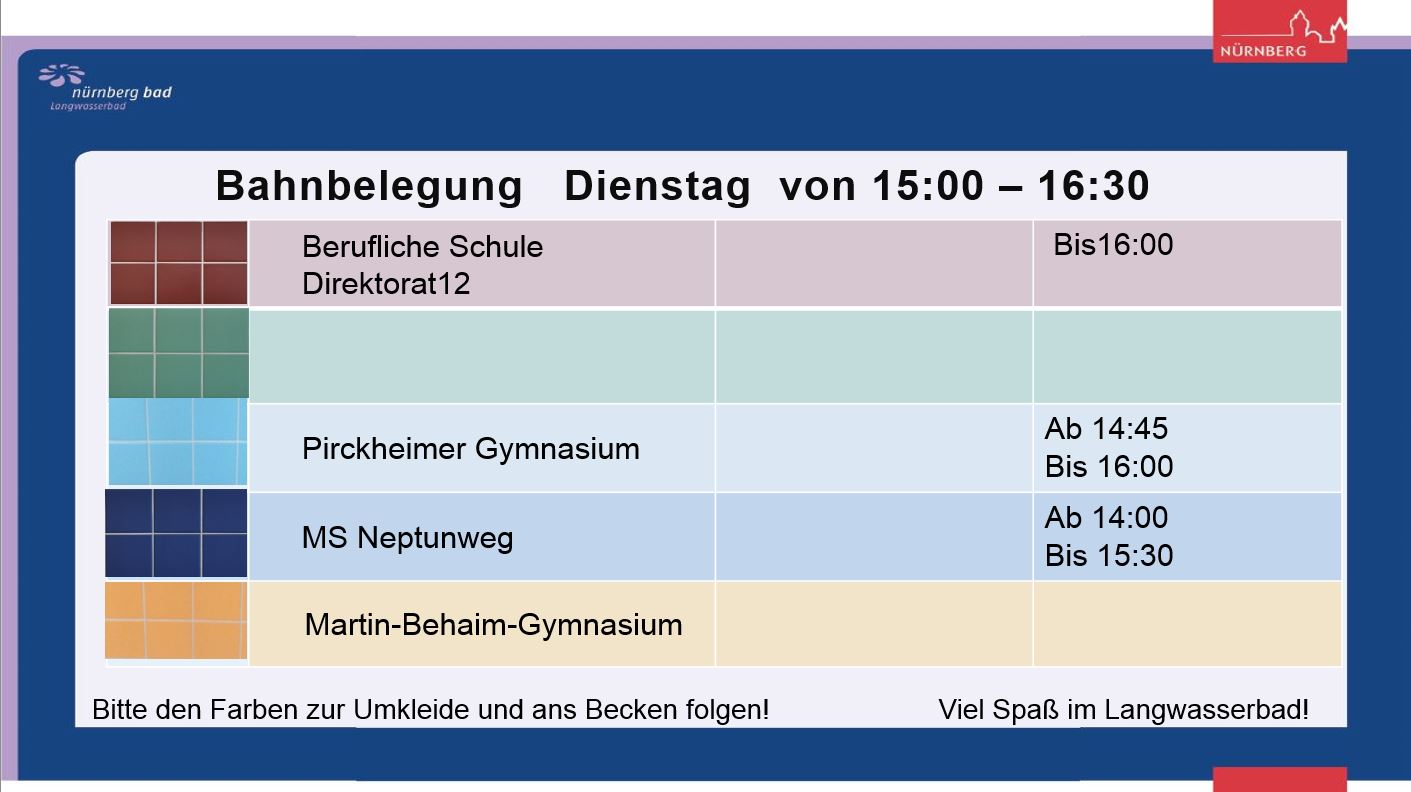 NÜRNBERG
nürnberg bad
Langwasserbad
Bahnbelegung Dienstag von 15:00 – 16:30
Berufliche Schule
Direktorat12
Bis16:00
Pirckheimer Gymnasium
Ab 14:45
Bis 16:00
MS Neptunweg
Ab 14:00
Bis 15:30
Martin-Behaim-Gymnasium
Bitte den Farben zur Umkleide und ans Becken folgen!
Viel Spaß im Langwasserbad!